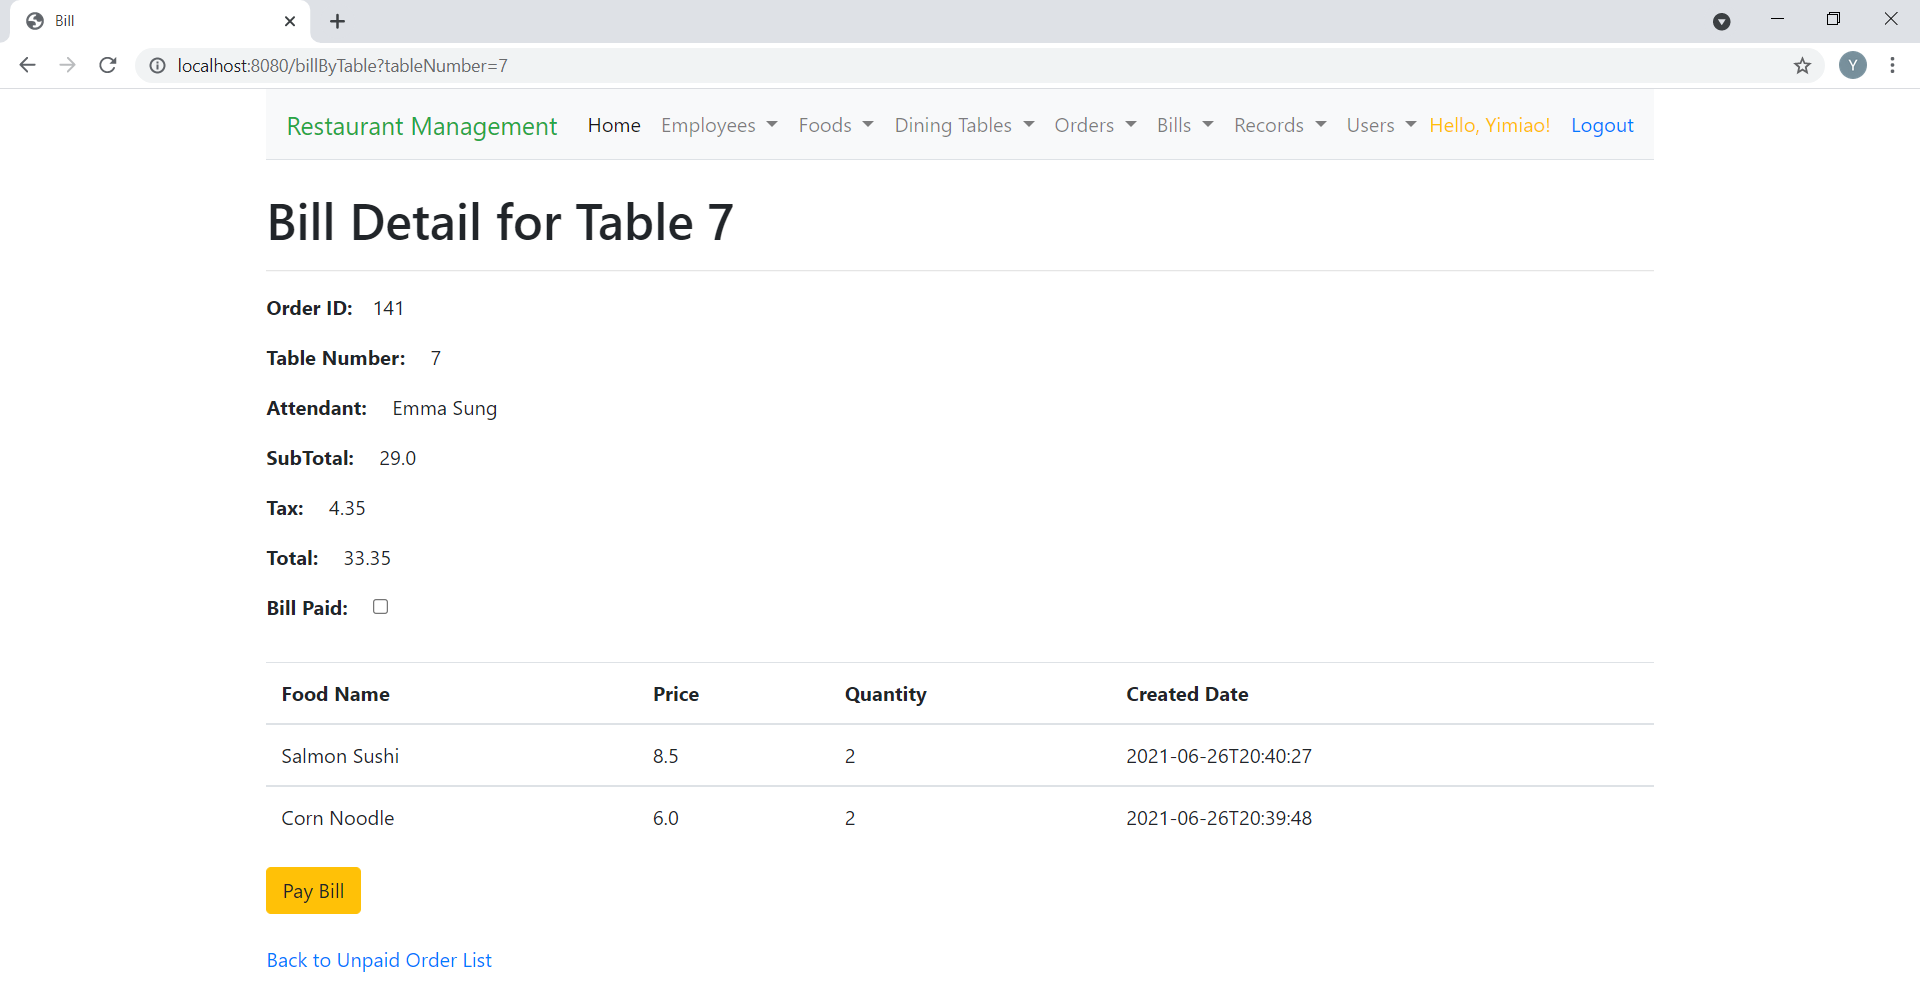 Bill
localhost:8080/billByTable?tableNumber=7
Y
Restaurant Management Home Employees Foods Dining Tables Orders Bills Records Users Hello, Yimiao! Logout
Bill Detail for Table 7
Order ID: 141
Table Number: 7
Attendant: Emma Sung
SubTotal: 29.0
Tax: 4.35
Total: 33.35
Bill Paid:
Food Name Price Quantity Created Date
Salmon Sushi 8.5 2 2021-06-26T20:40:27
Corn Noodle 6.0 2 2021-06-26T20:39:48
Pay Bill
Back to Unpaid Order List